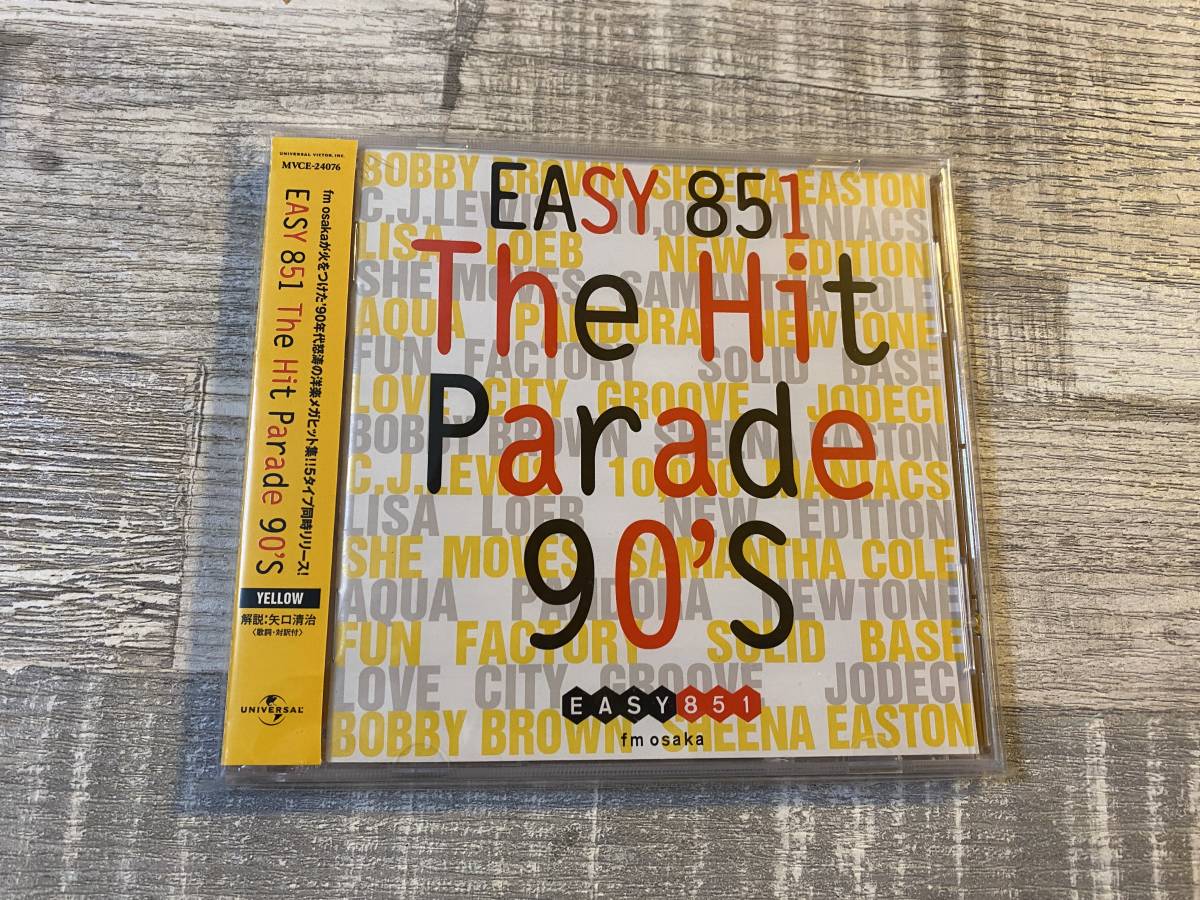 UNIVERSAL VICTOR, INC.
MVCE-24076
fm osakaが火をつけた'90年代怒涛の洋楽メガヒット集!!5タイプ同時リリース!
EASY 851 The Hit Parade 90'S
YELLOW
解説:矢口清治
〈歌詞・対訳付〉
UNIVERSAL
EASY 851
The Hit
Parade
90'S
BOBBY BROWN SHEENA EASTON
C.J.LEWIS 10,000 MANIACS
LISA LOEB NEW EDITION
SHE MOVES SAMANTHA COLE
AQUA PANDORA NEWTONE
FUN FACTORY SOLID BASE
LOVE CITY GROOVE JODECI
BOBBY BROWN SHEENA EASTON
C.J.LEWIS 10,000 MANIACS
LISA LOEB NEW EDITION
SHE MOVES SAMANTHA COLE
AQUA PANDORA NEWTONE
FUN FACTORY SOLID BASE
LOVE CITY GROOVE JODECI
BOBBY BROWN SHEENA EASTON
EASY851
fm osaka